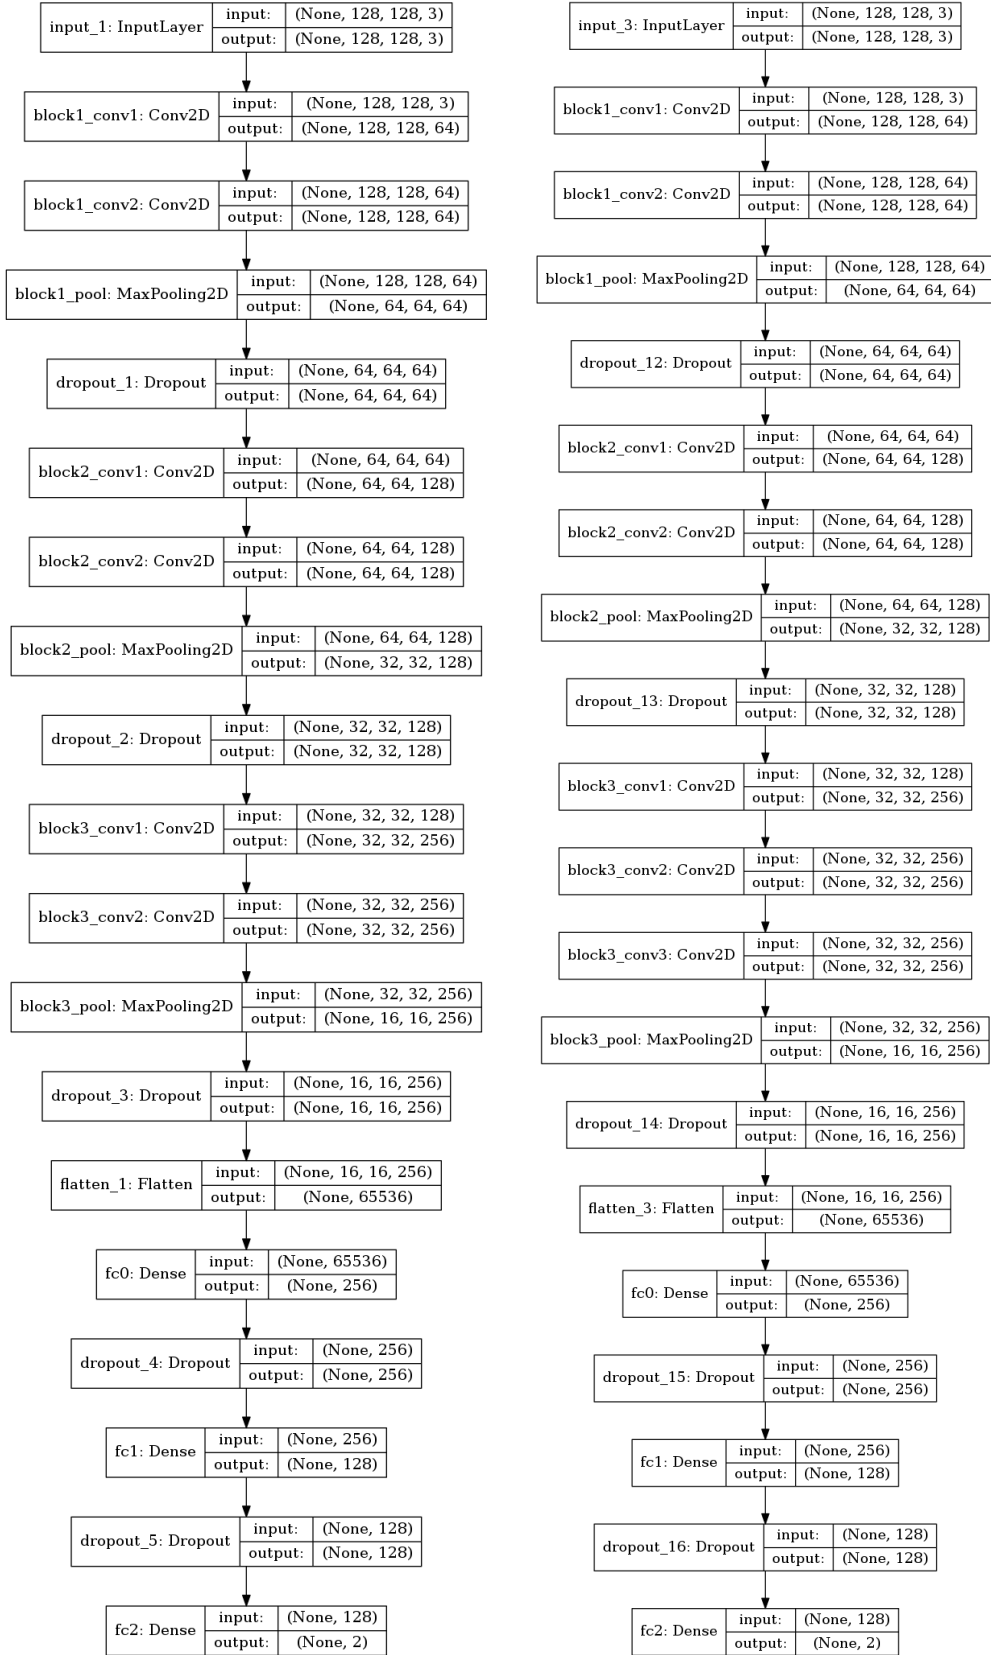 input_1: InputLayer
input: (None, 128, 128, 3)
output: (None, 128, 128, 3)
block1_conv1: Conv2D
input: (None, 128, 128, 3)
output: (None, 128, 128, 64)
block1_conv2: Conv2D
input: (None, 128, 128, 64)
output: (None, 128, 128, 64)
block1_pool: MaxPooling2D
input: (None, 128, 128, 64)
output: (None, 64, 64, 64)
dropout_1: Dropout
input: (None, 64, 64, 64)
output: (None, 64, 64, 64)
block2_conv1: Conv2D
input: (None, 64, 64, 64)
output: (None, 64, 64, 128)
block2_conv2: Conv2D
input: (None, 64, 64, 128)
output: (None, 64, 64, 128)
block2_pool: MaxPooling2D
input: (None, 64, 64, 128)
output: (None, 32, 32, 128)
dropout_2: Dropout
input: (None, 32, 32, 128)
output: (None, 32, 32, 128)
block3_conv1: Conv2D
input: (None, 32, 32, 128)
output: (None, 32, 32, 256)
block3_conv2: Conv2D
input: (None, 32, 32, 256)
output: (None, 32, 32, 256)
block3_pool: MaxPooling2D
input: (None, 32, 32, 256)
output: (None, 16, 16, 256)
dropout_3: Dropout
input: (None, 16, 16, 256)
output: (None, 16, 16, 256)
flatten_1: Flatten
input: (None, 16, 16, 256)
output: (None, 65536)
fc0: Dense
input: (None, 65536)
output: (None, 256)
dropout_4: Dropout
input: (None, 256)
output: (None, 256)
fc1: Dense
input: (None, 256)
output: (None, 128)
dropout_5: Dropout
input: (None, 128)
output: (None, 128)
fc2: Dense
input: (None, 128)
output: (None, 2)
input_3: InputLayer
input: (None, 128, 128, 3)
output: (None, 128, 128, 3)
block1_conv1: Conv2D
input: (None, 128, 128, 3)
output: (None, 128, 128, 64)
block1_conv2: Conv2D
input: (None, 128, 128, 64)
output: (None, 128, 128, 64)
block1_pool: MaxPooling2D
input: (None, 128, 128, 64)
output: (None, 64, 64, 64)
dropout_12: Dropout
input: (None, 64, 64, 64)
output: (None, 64, 64, 64)
block2_conv1: Conv2D
input: (None, 64, 64, 64)
output: (None, 64, 64, 128)
block2_conv2: Conv2D
input: (None, 64, 64, 128)
output: (None, 64, 64, 128)
block2_pool: MaxPooling2D
input: (None, 64, 64, 128)
output: (None, 32, 32, 128)
dropout_13: Dropout
input: (None, 32, 32, 128)
output: (None, 32, 32, 128)
block3_conv1: Conv2D
input: (None, 32, 32, 128)
output: (None, 32, 32, 256)
block3_conv2: Conv2D
input: (None, 32, 32, 256)
output: (None, 32, 32, 256)
block3_conv3: Conv2D
input: (None, 32, 32, 256)
output: (None, 32, 32, 256)
block3_pool: MaxPooling2D
input: (None, 32, 32, 256)
output: (None, 16, 16, 256)
dropout_14: Dropout
input: (None, 16, 16, 256)
output: (None, 16, 16, 256)
flatten_3: Flatten
input: (None, 16, 16, 256)
output: (None, 65536)
fc0: Dense
input: (None, 65536)
output: (None, 256)
dropout_15: Dropout
input: (None, 256)
output: (None, 256)
fc1: Dense
input: (None, 256)
output: (None, 128)
dropout_16: Dropout
input: (None, 128)
output: (None, 128)
fc2: Dense
input: (None, 128)
output: (None, 2)